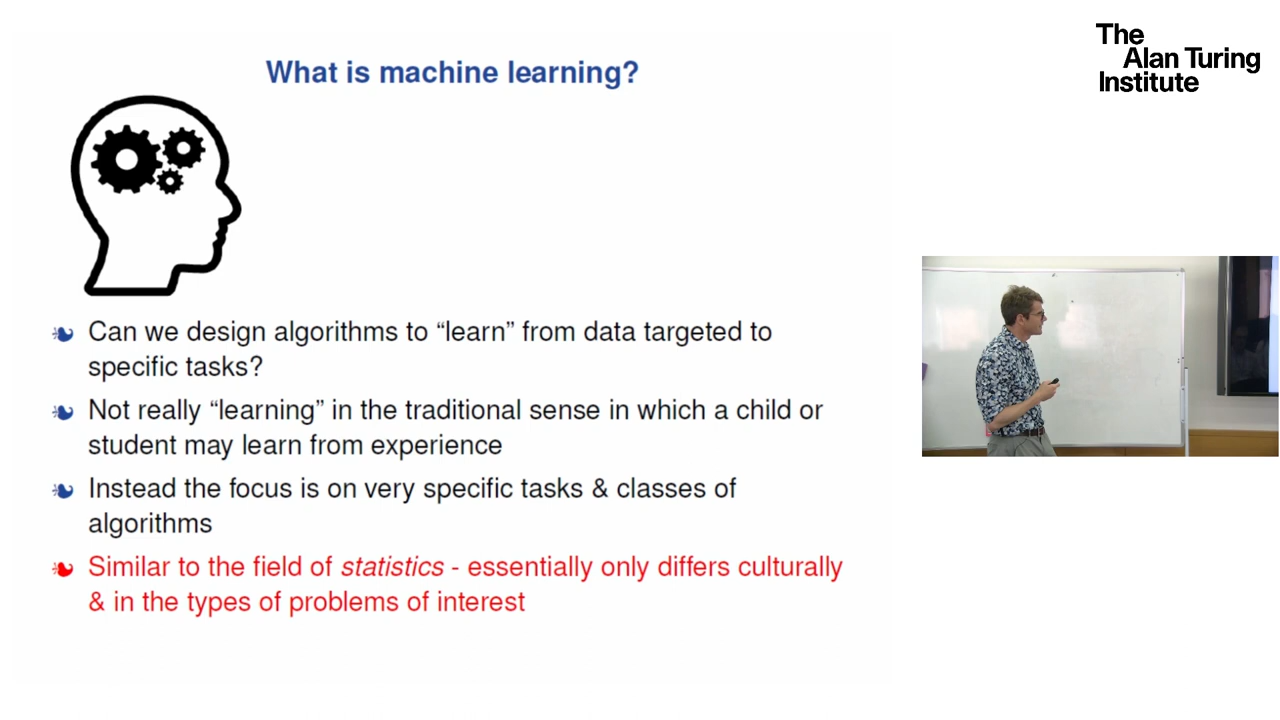 What is machine learning?
Can we design algorithms to “learn” from data targeted to
specific tasks?
Not really “learning” in the traditional sense in which a child or
student may learn from experience
Instead the focus is on very specific tasks & classes of
algorithms
Similar to the field of statistics - essentially only differs culturally
& in the types of problems of interest
The
Alan Turing
Institute